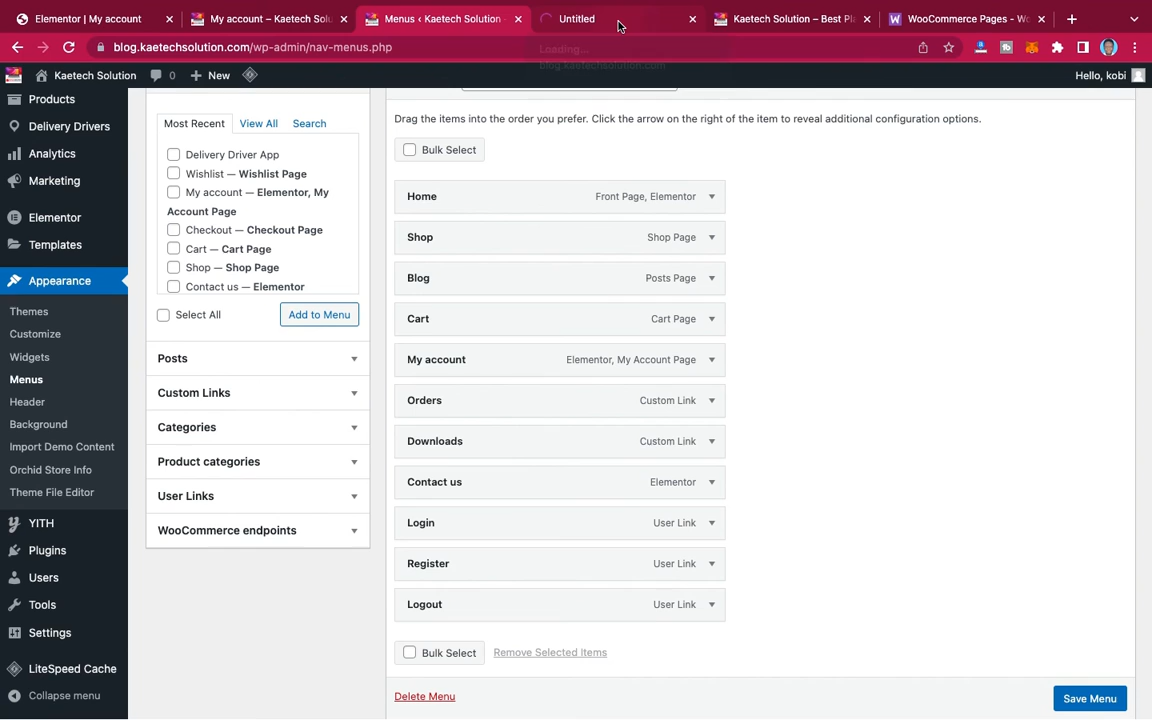 Elementor | My account
My account – Kaetech Solu
Menus ‹ Kaetech Solution –
Untitled
Kaetech Solution – Best Pl
WooCommerce Pages - Wo
blog.kaetechsolution.com/wp-admin/nav-menus.php
Loading...
blog.kaetechsolution.com
Kaetech Solution
0
New
Hello, kobi
Products
Delivery Drivers
Analytics
Marketing
Elementor
Templates
Appearance
Themes
Customize
Widgets
Menus
Header
Background
Import Demo Content
Orchid Store Info
Theme File Editor
YITH
Plugins
Users
Tools
Settings
LiteSpeed Cache
Collapse menu
Most Recent
View All
Search
Delivery Driver App
Wishlist — Wishlist Page
My account — Elementor, My
Account Page
Checkout — Checkout Page
Cart — Cart Page
Shop — Shop Page
Contact us — Elementor
Select All
Add to Menu
Posts
Custom Links
Categories
Product categories
User Links
WooCommerce endpoints
Drag the items into the order you prefer. Click the arrow on the right of the item to reveal additional configuration options.
Bulk Select
Home Front Page, Elementor
Shop Shop Page
Blog Posts Page
Cart Cart Page
My account Elementor, My Account Page
Orders Custom Link
Downloads Custom Link
Contact us Elementor
Login User Link
Register User Link
Logout User Link
Bulk Select Remove Selected Items
Delete Menu
Save Menu